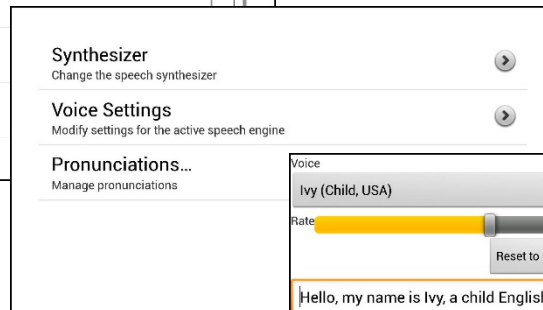 Synthesizer
Change the speech synthesizer
Voice Settings
Modify settings for the active speech engine
Pronunciations...
Manage pronunciations
Voice
Ivy (Child, USA)
Rate
Reset to
Hello, my name is Ivy, a child English